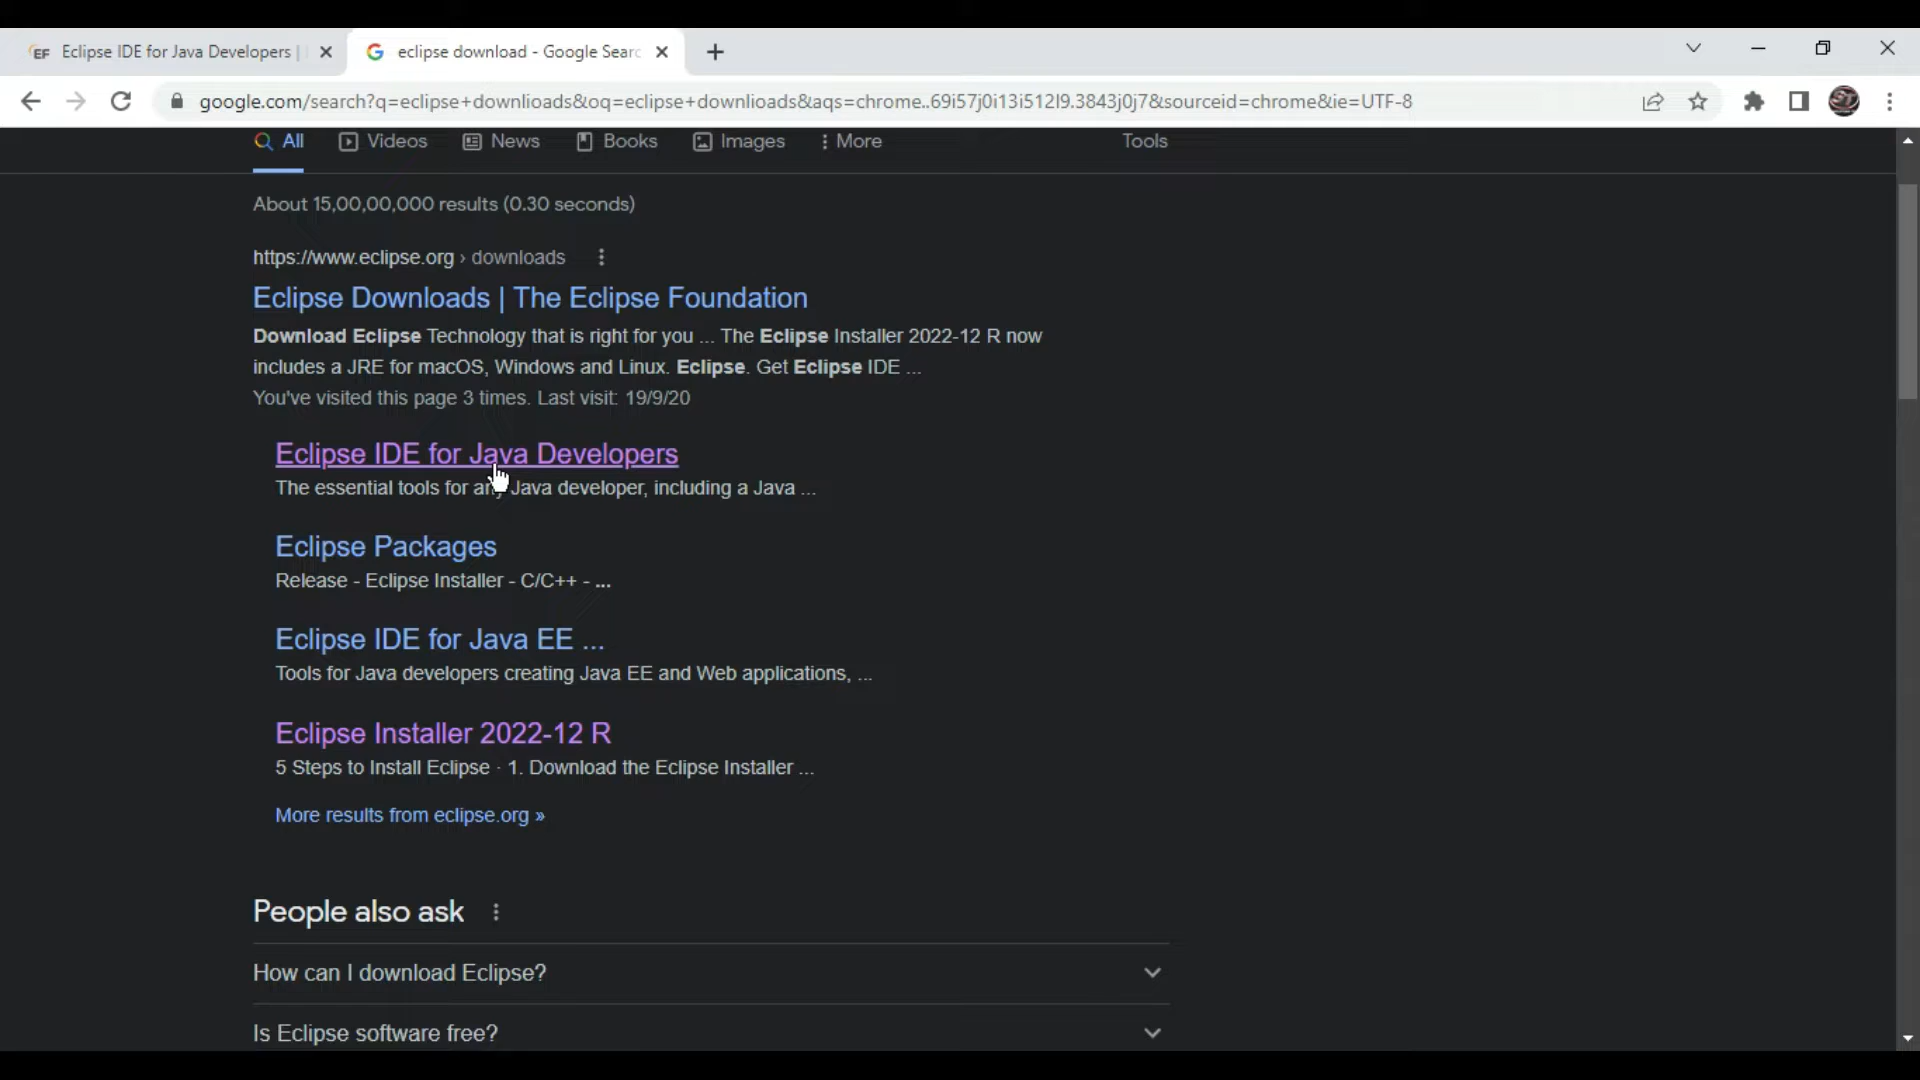 EF Eclipse IDE for Java Developers |
eclipse download - Google Searc
google.com/search?q=eclipse+downlioads&oq=eclipse+downlioads&aqs=chrome..69i57j0i13i512l9.3843j0j7&sourceid=chrome&ie=UTF-8
All Videos News Books Images More Tools
About 15,00,00,000 results (0.30 seconds)
https://www.eclipse.org › downloads
Eclipse Downloads | The Eclipse Foundation
Download Eclipse Technology that is right for you ... The Eclipse Installer 2022-12 R now
includes a JRE for macOS, Windows and Linux. Eclipse. Get Eclipse IDE ...
You've visited this page 3 times. Last visit: 19/9/20
Eclipse IDE for Java Developers
The essential tools for any Java developer, including a Java ...
Eclipse Packages
Release - Eclipse Installer - C/C++ - ...
Eclipse IDE for Java EE ...
Tools for Java developers creating Java EE and Web applications, ...
Eclipse Installer 2022-12 R
5 Steps to Install Eclipse · 1. Download the Eclipse Installer ...
More results from eclipse.org »
People also ask
How can I download Eclipse?
Is Eclipse software free?